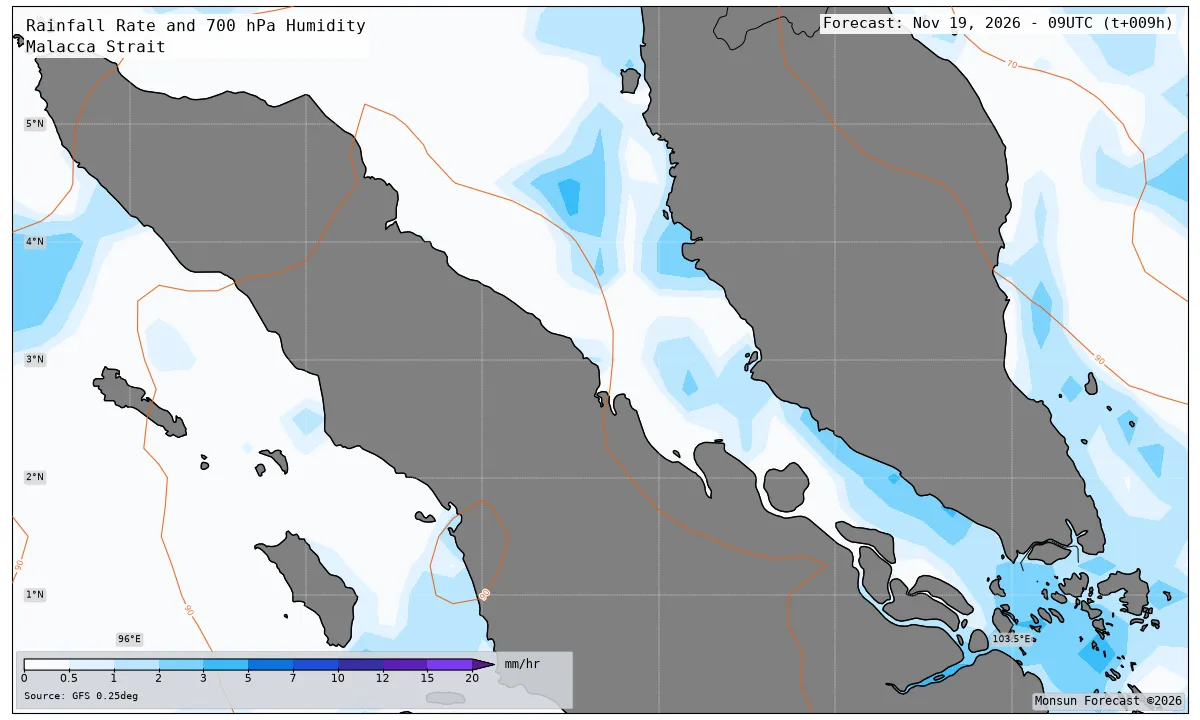 Rainfall Rate and 700 hPa Humidity
Malacca Strait
Forecast: Nov 19, 2026 - 09UTC (t+009h)
70
5°N
4°N
3°N
90
2°N
90
1°N
90
90
96°E
103.5°E
mm/hr
0 0.5 1 2 3 5 7 10 12 15 20
Source: GFS 0.25deg
Monsun Forecast ©2026